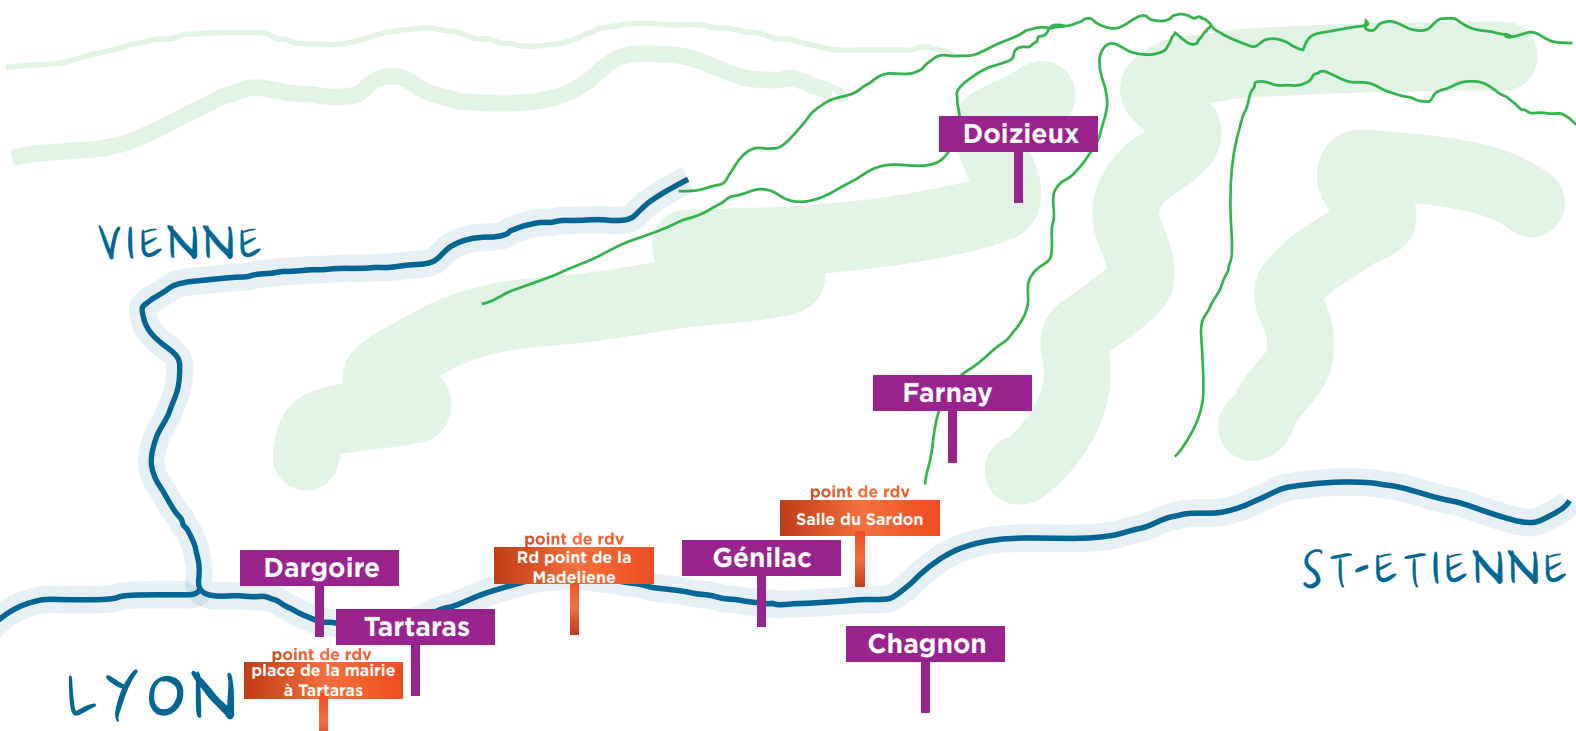 Doizieux
VIENNE
Farnay
point de rdv
Salle du Sardon
point de rdv
Rd point de la
Madeliene
Génilac
Dargoire
ST-ETIENNE
Tartaras
Chagnon
point de rdv
place de la mairie
à Tartaras
LYON